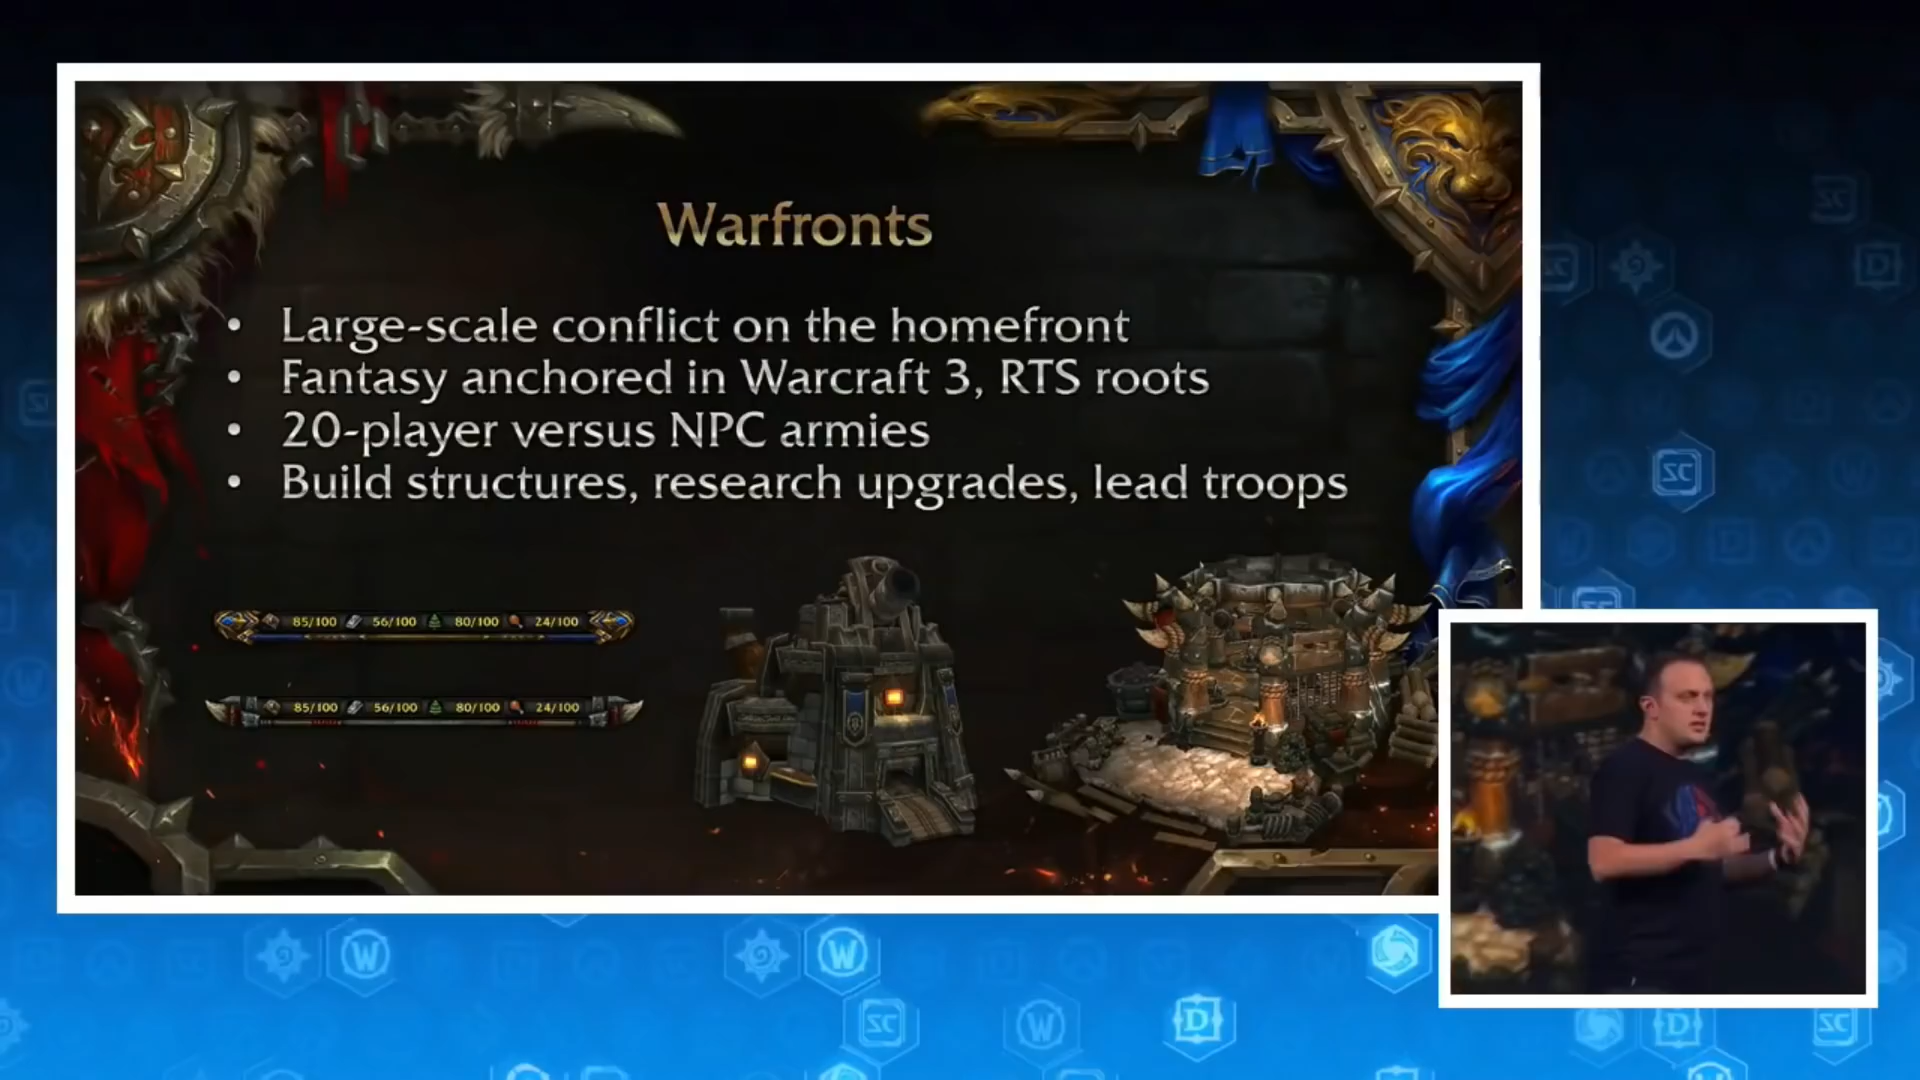 Warfronts
• Large-scale conflict on the homefront
• Fantasy anchored in Warcraft 3, RTS roots
• 20-player versus NPC armies
• Build structures, research upgrades, lead troops
85/100 56/100 80/100 24/100
85/100 56/100 80/100 24/100